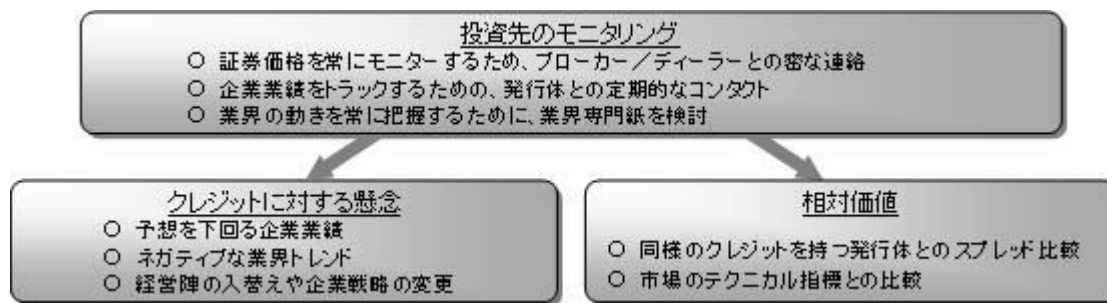 投資先のモニタリング
○ 証券価格を常にモニターするため、ブローカー／ディーラーとの密な連絡
○ 企業業績をトラックするための、発行体との定期的なコンタクト
○ 業界の動きを常に把握するために、業界専門紙を検討
クレジットに対する懸念
○ 予想を下回る企業業績
○ ネガティブな業界トレンド
○ 経営陣の入替えや企業戦略の変更
相対価値
○ 同様のクレジットを持つ発行体とのスプレッド比較
○ 市場のテクニカル指標との比較